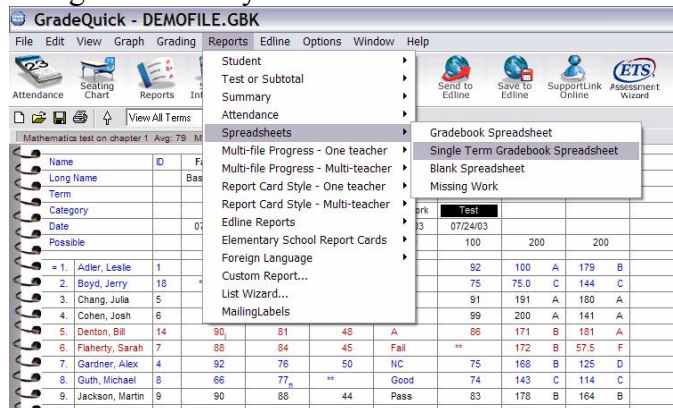 GradeQuick - DEMOFILE.GBK
File Edit View Graph Grading Reports Edline Options Window Help
Attendance Seating Chart Reports Send to Edline Save to Edline SupportLink Online ETS Assessment Wizard
View All Terms
Mathematics test on chapter 1 Avg: 79
Student
Test or Subtotal
Summary
Attendance
Spreadsheets
Multi-file Progress - One teacher
Multi-file Progress - Multi-teacher
Report Card Style - One teacher
Report Card Style - Multi-teacher
Edline Reports
Elementary School Report Cards
Foreign Language
Custom Report...
List Wizard...
MailingLabels
Gradebook Spreadsheet
Single Term Gradebook Spreadsheet
Blank Spreadsheet
Missing Work
Name ID
Long Name
Term
Category Test
Date 07/24/03
Possible 100 200 200
= 1. Adler, Leslie 1 92 100 A 179 B
2. Boyd, Jerry 18 75 75.0 C 144 C
3. Chang, Julia 5 91 191 A 180 A
4. Cohen, Josh 6 99 200 A 141 A
5. Denton, Bill 14 90 81 48 A 86 171 B 181 A
6. Flaherty, Sarah 7 88 84 45 Fail ** 172 B 57.5 F
7. Gardner, Alex 4 92 76 50 NC 75 168 B 125 D
8. Guth, Michael 8 66 77n ** Good 74 143 C 114 C
9. Jackson, Martin 9 90 88 44 Pass 83 178 B 164 B